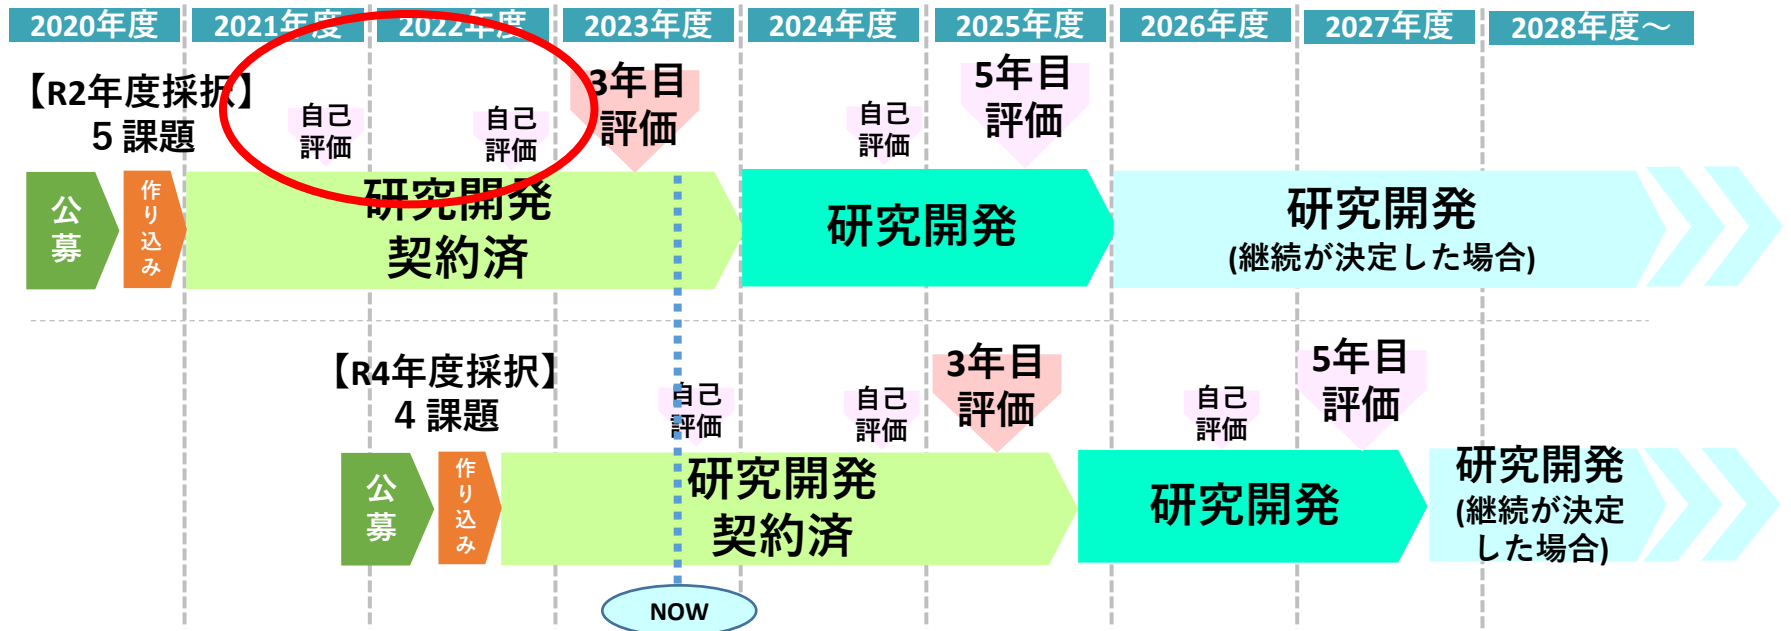 2020年度
2021年度
2022年度
2023年度
2024年度
2025年度
2026年度
2027年度
2028年度～
【R2年度採択】
５課題
自己
評価
自己
評価
3年目
評価
自己
評価
5年目
評価
公募
作り込み
研究開発
契約済
研究開発
研究開発
(継続が決定した場合)
【R4年度採択】
４課題
自己
評価
自己
評価
3年目
評価
自己
評価
5年目
評価
公募
作り込み
研究開発
契約済
研究開発
研究開発
(継続が決定
した場合)
NOW